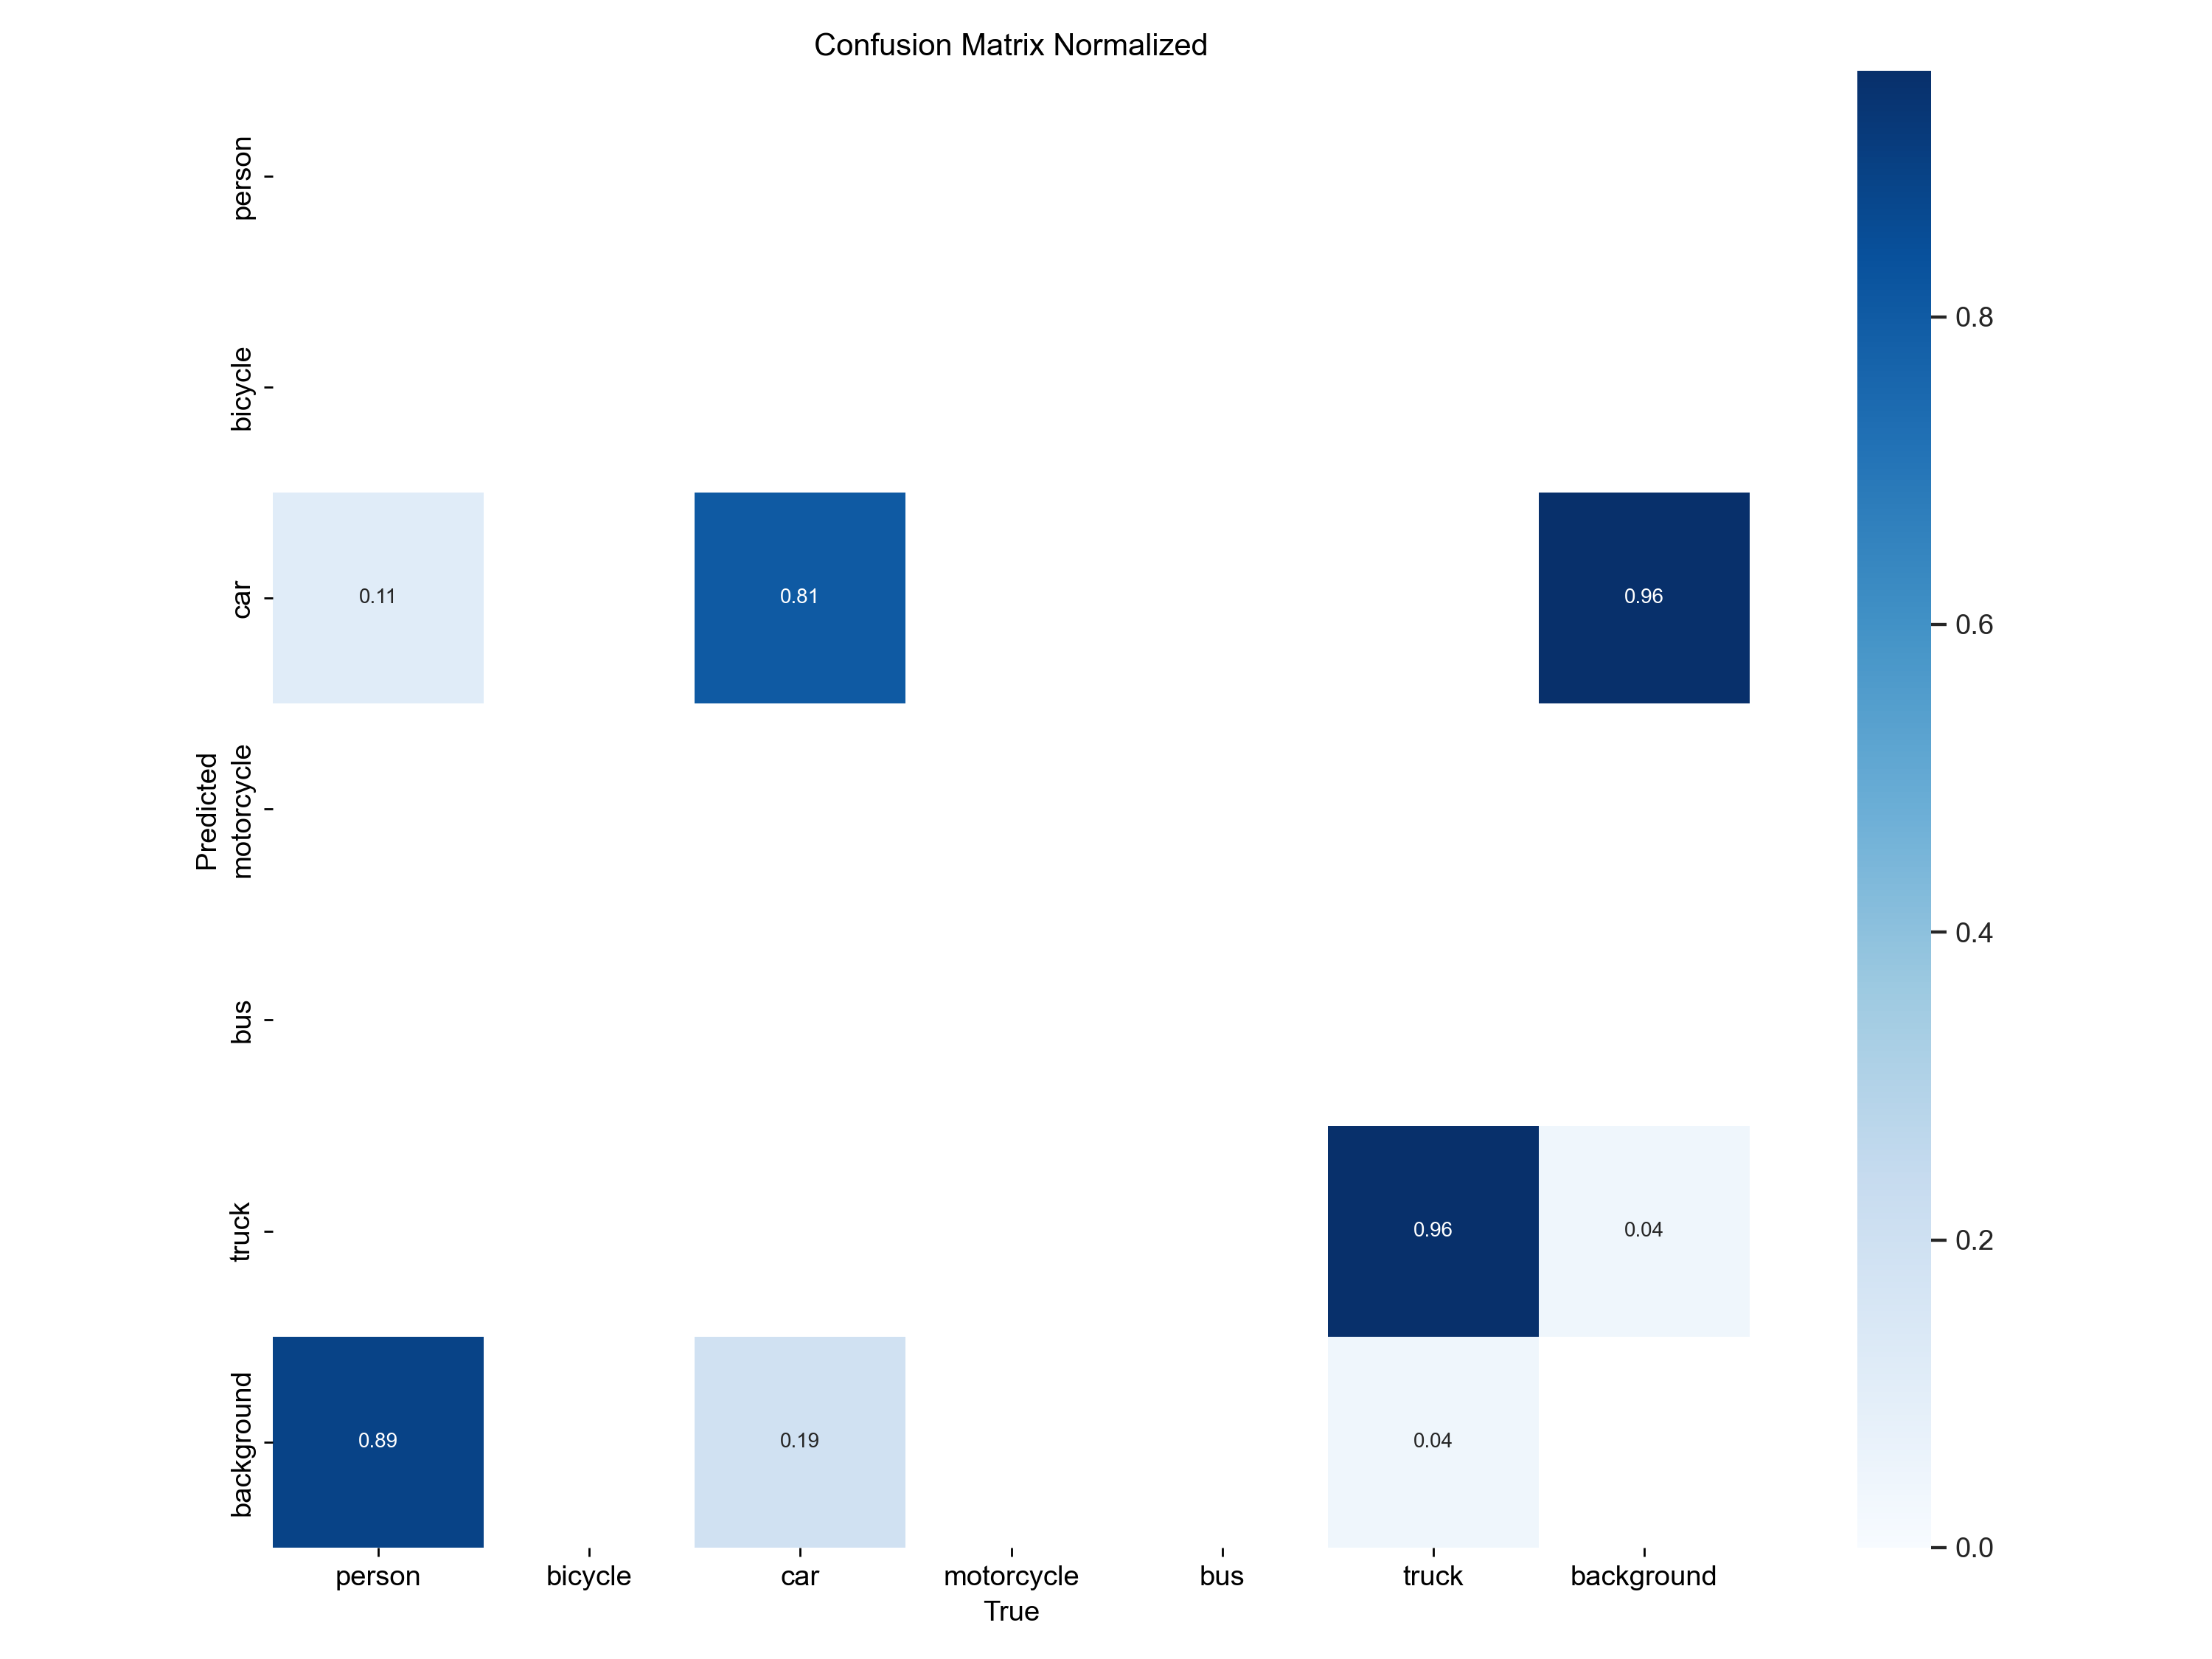 Confusion Matrix Normalized
person
bicycle
car
motorcycle
bus
truck
background
Predicted
0.11
0.81
0.96
0.96
0.04
0.89
0.19
0.04
person
bicycle
car
motorcycle
bus
truck
background
True
0.8
0.6
0.4
0.2
0.0